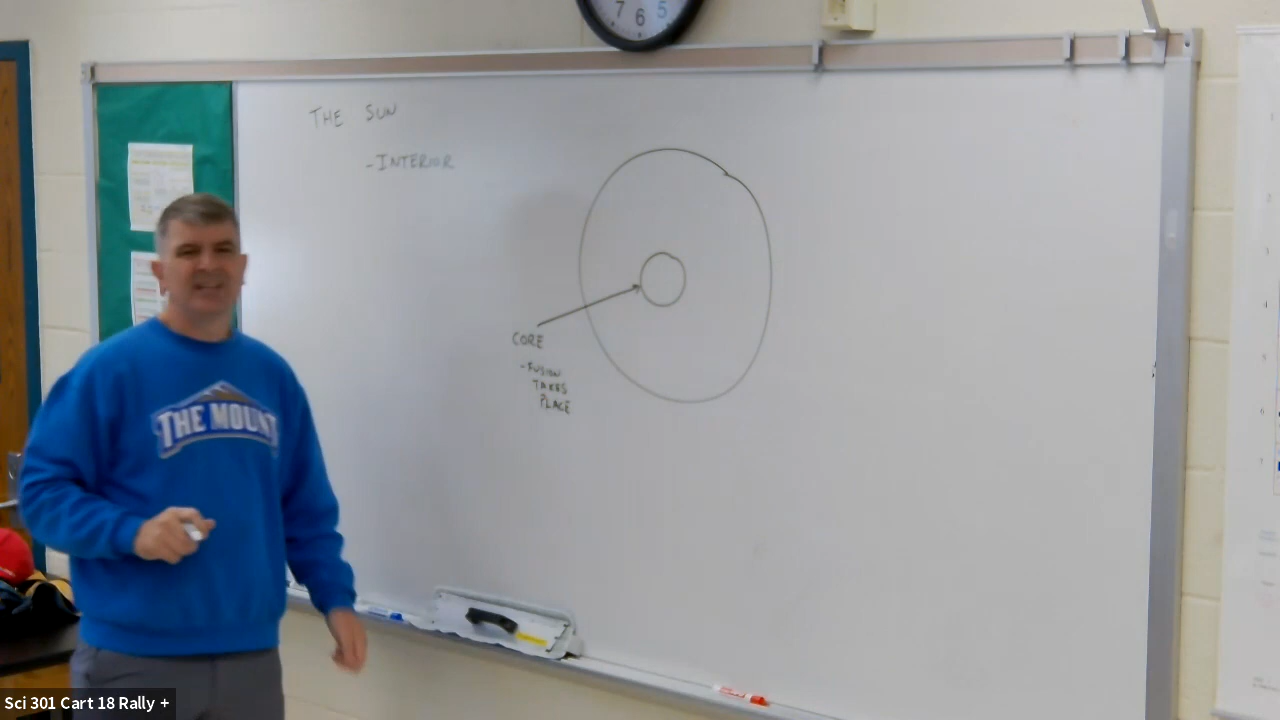 7 6 5
THE SUN
-INTERIOR
CORE
-FUSION
TAKES
PLACE
THE MOUNT
Sci 301 Cart 18 Rally +